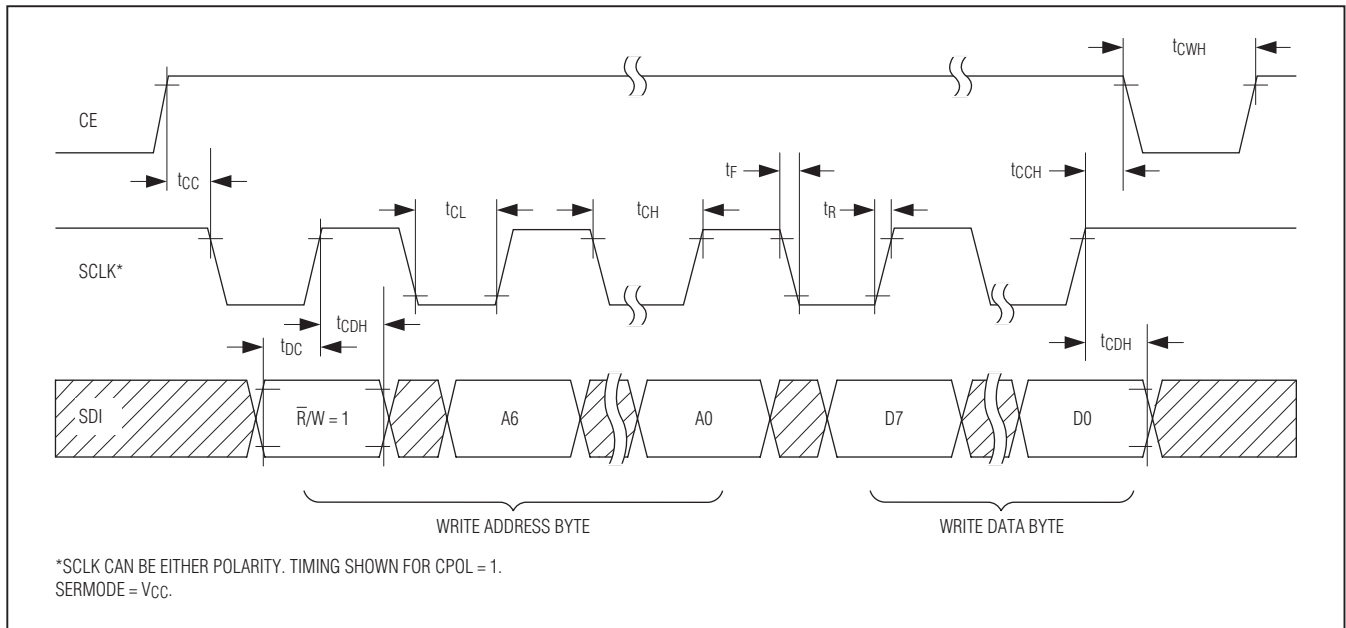 tCWH
CE
tCC
tF
tCCH
tCL
tCH
tR
SCLK*
tCDH
tDC
tCDH
SDI
R̅/W = 1
A6
A0
D7
D0
WRITE ADDRESS BYTE
WRITE DATA BYTE
*SCLK CAN BE EITHER POLARITY. TIMING SHOWN FOR CPOL = 1.
SERMODE = VCC.